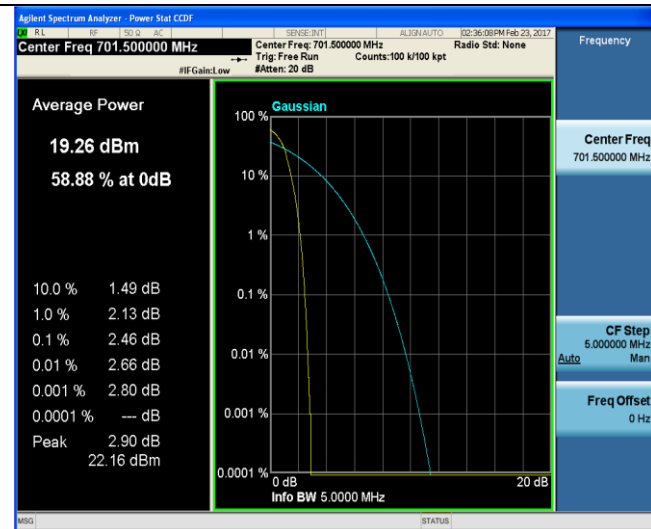 Agilent Spectrum Analyzer - Power Stat CCDF
RL RF 50 Ω AC SENSE:INT ALIGN AUTO 02:36:08 PM Feb 23, 2017
Center Freq 701.500000 MHz
Center Freq: 701.500000 MHz Radio Std: None
Trig: Free Run Counts:100 k/100 kpt
#IFGain:Low #Atten: 20 dB
Frequency
Average Power
19.26 dBm
58.88 % at 0dB
10.0 % 1.49 dB
1.0 % 2.13 dB
0.1 % 2.46 dB
0.01 % 2.66 dB
0.001 % 2.80 dB
0.0001 % --- dB
Peak 2.90 dB
22.16 dBm
Gaussian
100 %
10 %
1 %
0.1 %
0.01 %
0.001 %
0.0001 %
0 dB 20 dB
Info BW 5.0000 MHz
Center Freq
701.500000 MHz
CF Step
5.000000 MHz
Auto Man
Freq Offset
0 Hz
MSG STATUS